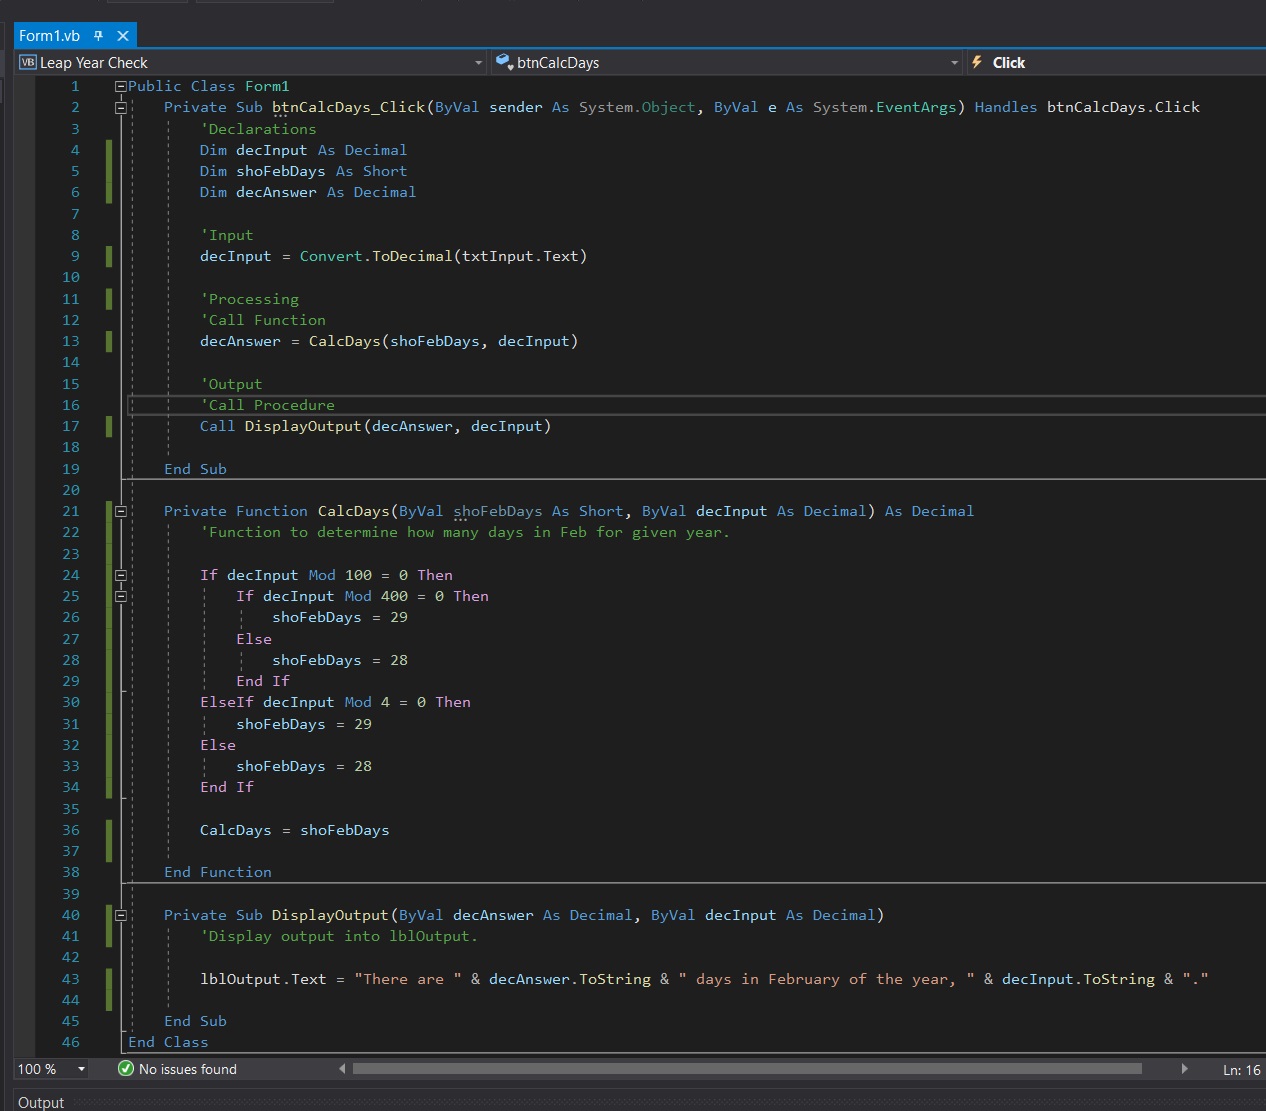 Form1.vb
VB Leap Year Check
btnCalcDays
Click
1 Public Class Form1
2 Private Sub btnCalcDays_Click(ByVal sender As System.Object, ByVal e As System.EventArgs) Handles btnCalcDays.Click
3 'Declarations
4 Dim decInput As Decimal
5 Dim shoFebDays As Short
6 Dim decAnswer As Decimal
7
8 'Input
9 decInput = Convert.ToDecimal(txtInput.Text)
10
11 'Processing
12 'Call Function
13 decAnswer = CalcDays(shoFebDays, decInput)
14
15 'Output
16 'Call Procedure
17 Call DisplayOutput(decAnswer, decInput)
18
19 End Sub
20
21 Private Function CalcDays(ByVal shoFebDays As Short, ByVal decInput As Decimal) As Decimal
22 'Function to determine how many days in Feb for given year.
23
24 If decInput Mod 100 = 0 Then
25 If decInput Mod 400 = 0 Then
26 shoFebDays = 29
27 Else
28 shoFebDays = 28
29 End If
30 ElseIf decInput Mod 4 = 0 Then
31 shoFebDays = 29
32 Else
33 shoFebDays = 28
34 End If
35
36 CalcDays = shoFebDays
37
38 End Function
39
40 Private Sub DisplayOutput(ByVal decAnswer As Decimal, ByVal decInput As Decimal)
41 'Display output into lblOutput.
42
43 lblOutput.Text = "There are " & decAnswer.ToString & " days in February of the year, " & decInput.ToString & "."
44
45 End Sub
46 End Class
100 %
No issues found
Ln: 16
Output